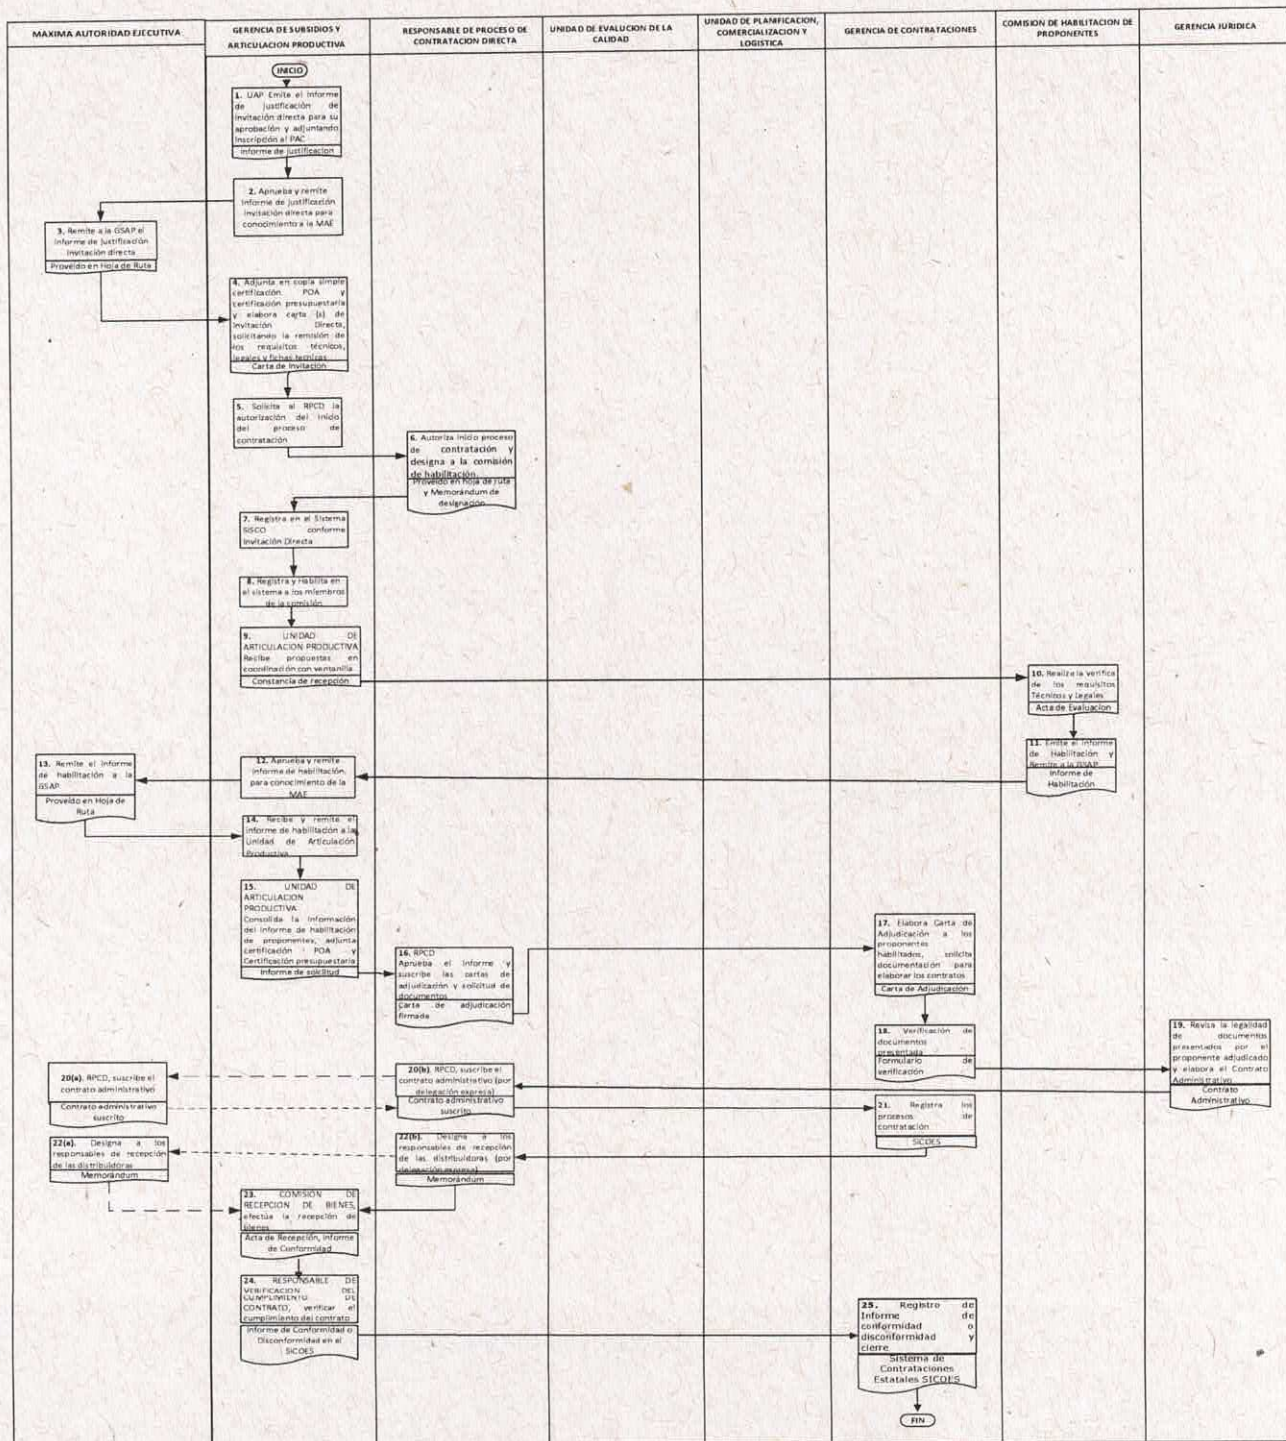 MAXIMA AUTORIDAD EJECUTIVA
GERENCIA DE SUBSIDIOS Y
ARTICULACION PRODUCTIVA
RESPONSABLE DE PROCESO DE
CONTRATACION DIRECTA
UNIDAD DE EVALUCION DE LA
CALIDAD
UNIDAD DE PLANIFICACION,
COMERCIALIZACION Y
LOGISTICA
GERENCIA DE CONTRATACIONES
COMISION DE HABILITACION DE
PROPONENTES
GERENCIA JURIDICA
INICIO
1. UAP Emite el Informe
de justificación de
invitación directa para su
aprobación y adjuntando
Inscripción al PAC
Informe de justificacion
2. Aprueba y remite
Informe de Justificación
Invitación directa para
conocimiento a la MAE
3. Remite a la GSAP el
Informe de Justificación
Invitación directa
Proveído en Hoja de Ruta
4. Adjunta en copia simple
certificación POA y
certificación presupuestaria
y elabora carta (s) de
Invitación Directa,
solicitando la remisión de
los requisitos técnicos,
legales y fichas tecnicas
Carta de Invitación
5. Solicita al RPCD la
autorización del inicio
del proceso de
contratación
6. Autoriza inicio proceso
de contratación y
designa a la comisión
de habilitación.
Proveído en hoja de ruta
y Memorándum de
designación
7. Registra en el Sistema
SISCO conforme
Invitación Directa
8. Registra y habilita en
el sistema a los miembros
de la comisión
9. UNIDAD DE
ARTICULACION PRODUCTIVA
Recibe propuestas en
coordinación con ventanilla
Constancia de recepción
10. Realiza la verifica
de los requisitos
Técnicos y Legales
Acta de Evaluacion
11. Emite el informe
de Habilitación y
Remite a la GSAP
Informe de
Habilitación
12. Aprueba y remite
informe de habilitación,
para conocimiento de la
MAE
13. Remite el informe
de habilitación a la
GSAP
Proveído en Hoja de
Ruta
14. Recibe y remite el
informe de habilitación a la
Unidad de Articulación
Productiva
15. UNIDAD DE
ARTICULACION
PRODUCTIVA
Consolida la información
del informe de habilitación
de proponentes, adjunta
certificación POA y
Certificación presupuestaria
Informe de solicitud
16. RPCD
Aprueba el informe y
suscribe las cartas de
adjudicación y solicitud de
documentos
Carta de adjudicación
firmada
17. Elabora Carta de
Adjudicación a los
proponentes
habilitados, solicita
documentación para
elaborar los contratos
Carta de Adjudicación
18. Verificación de
documentos
presentada
Formulario de
verificación
19. Revisa la legalidad
de documentos
presentados por el
proponente adjudicado
y elabora el Contrato
Administrativo
Contrato
Administrativo
20(a). RPCD, suscribe el
contrato administrativo
Contrato administrativo
suscrito
20(b). RPCD, suscribe el
contrato administrativo (por
delegación expresa)
Contrato administrativo
suscrito
21. Registra los
procesos de
contratación
SICOES
22(a). Designa a los
responsables de recepción
de las distribuidoras
Memorándum
22(b). Designa a los
responsables de recepción
de las distribuidoras (por
delegación expresa)
Memorándum
23. COMISIÓN DE
RECEPCION DE BIENES,
efectúa la recepción de
bienes
Acta de Recepción, Informe
de Conformidad
24. RESPONSABLE DE
VERIFICACION DEL
CUMPLIMIENTO DE
CONTRATO, verificar el
cumplimiento del contrato
Informe de Conformidad o
Disconformidad en el
SICOES
25. Registro de
Informe de
conformidad o
disconformidad y
cierre
Sistema de
Contrataciones
Estatales SICOES
FIN